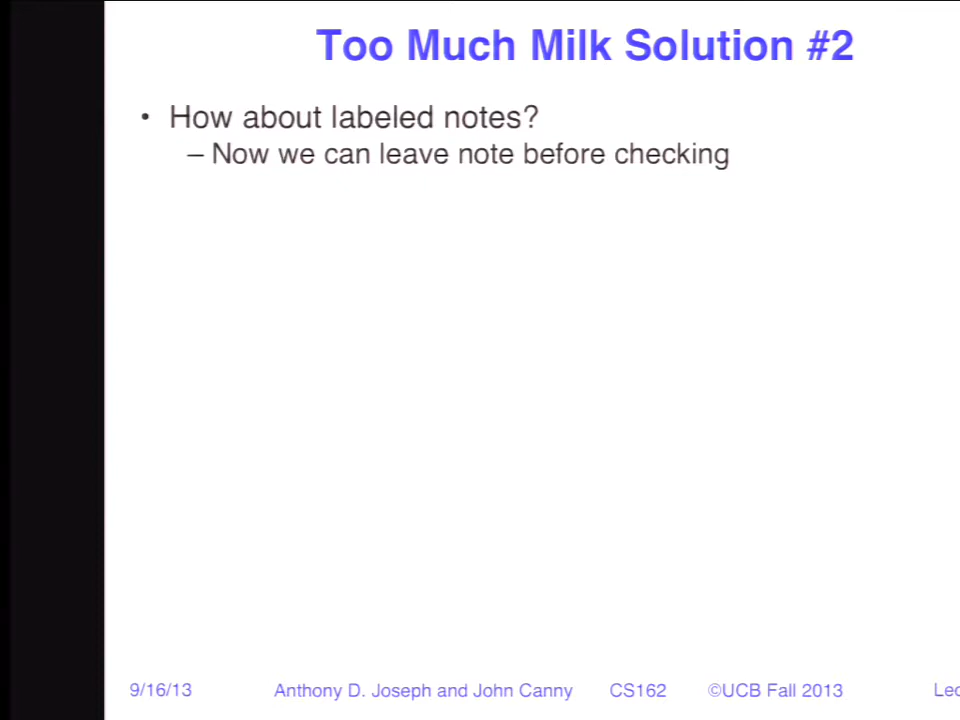 Too Much Milk Solution #2
• How about labeled notes?
– Now we can leave note before checking
9/16/13 Anthony D. Joseph and John Canny CS162 ©UCB Fall 2013 Lec